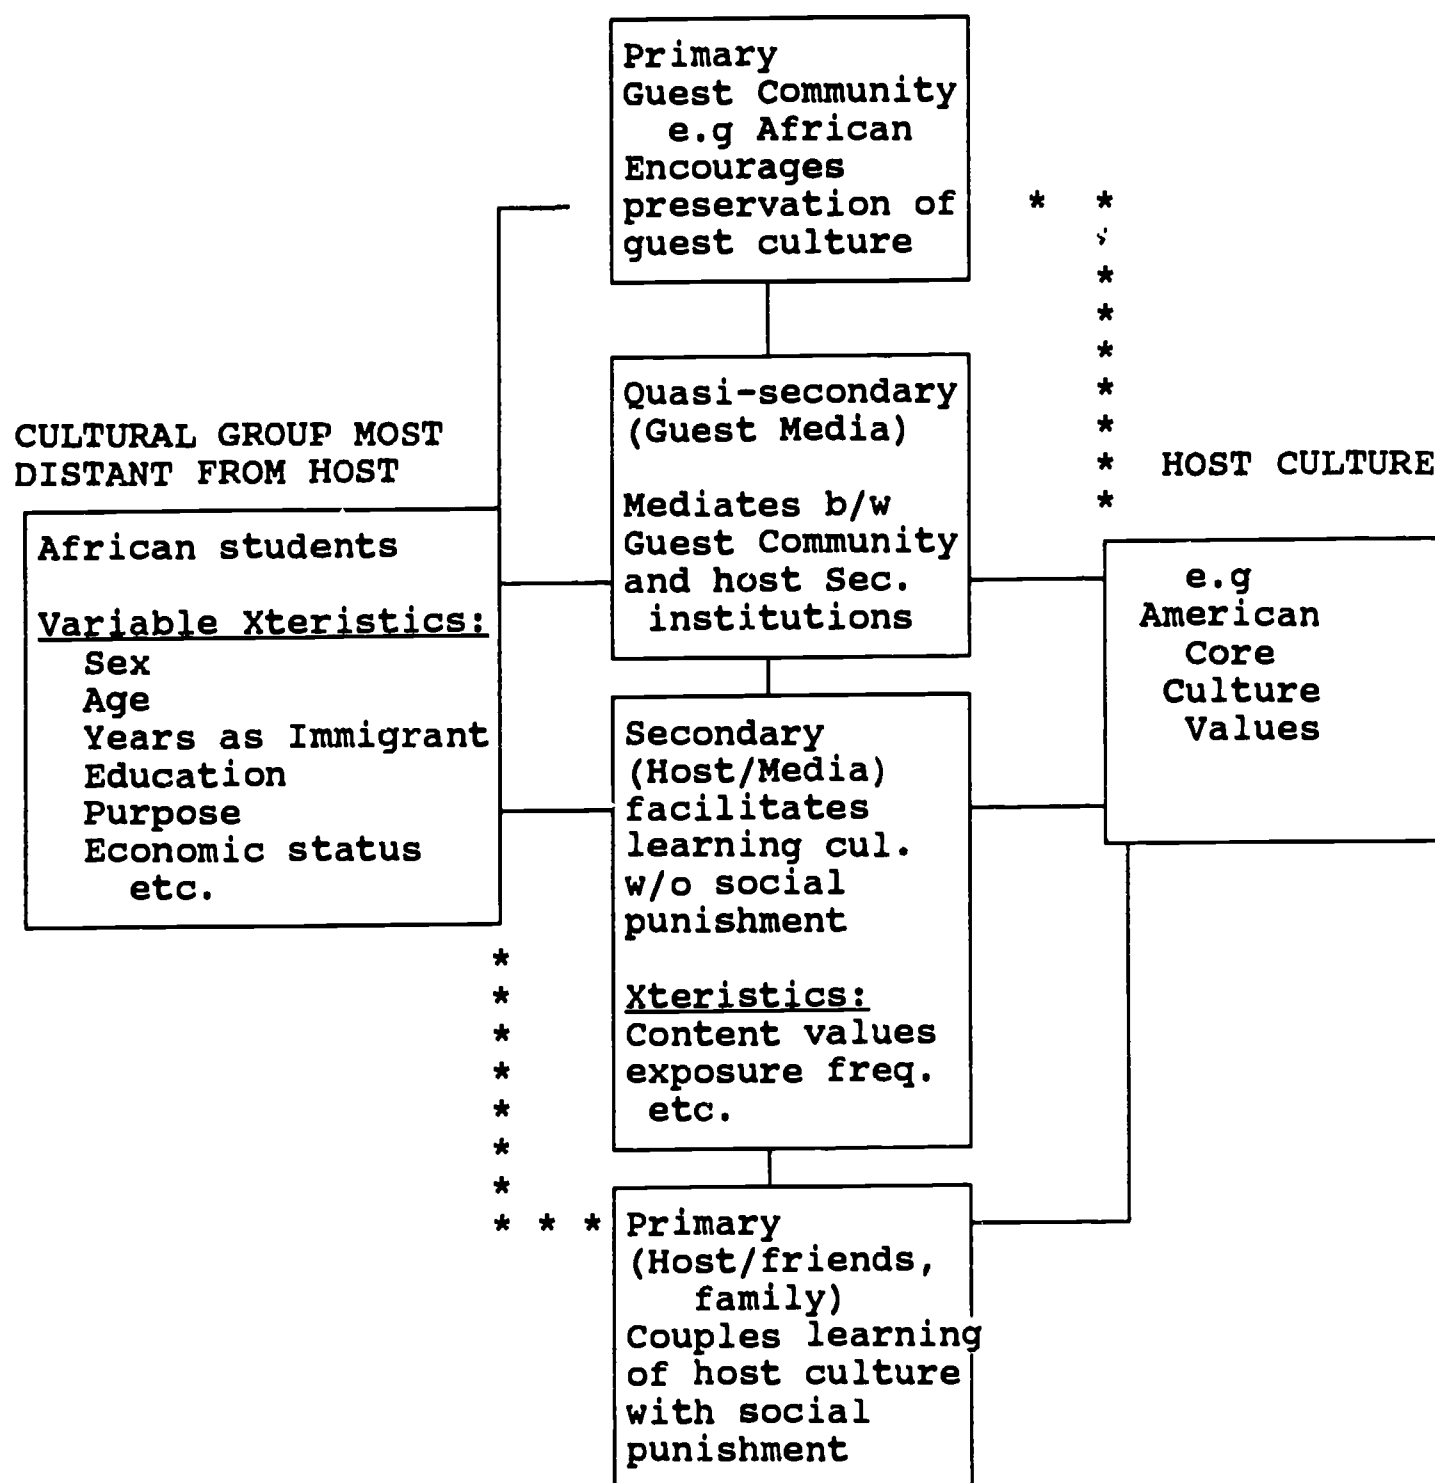 Primary
Guest Community
e.g African
Encourages
preservation of
guest culture
* *
*
*
*
*
*
*
*
Quasi-secondary
(Guest Media)
Mediates b/w
Guest Community
and host Sec.
institutions
CULTURAL GROUP MOST
DISTANT FROM HOST
African students
Variable Xteristics:
Sex
Age
Years as Immigrant
Education
Purpose
Economic status
etc.
HOST CULTURE
e.g
American
Core
Culture
Values
Secondary
(Host/Media)
facilitates
learning cul.
w/o social
punishment
Xteristics:
Content values
exposure freq.
etc.
*
*
*
*
*
*
*
* * *
Primary
(Host/friends,
family)
Couples learning
of host culture
with social
punishment